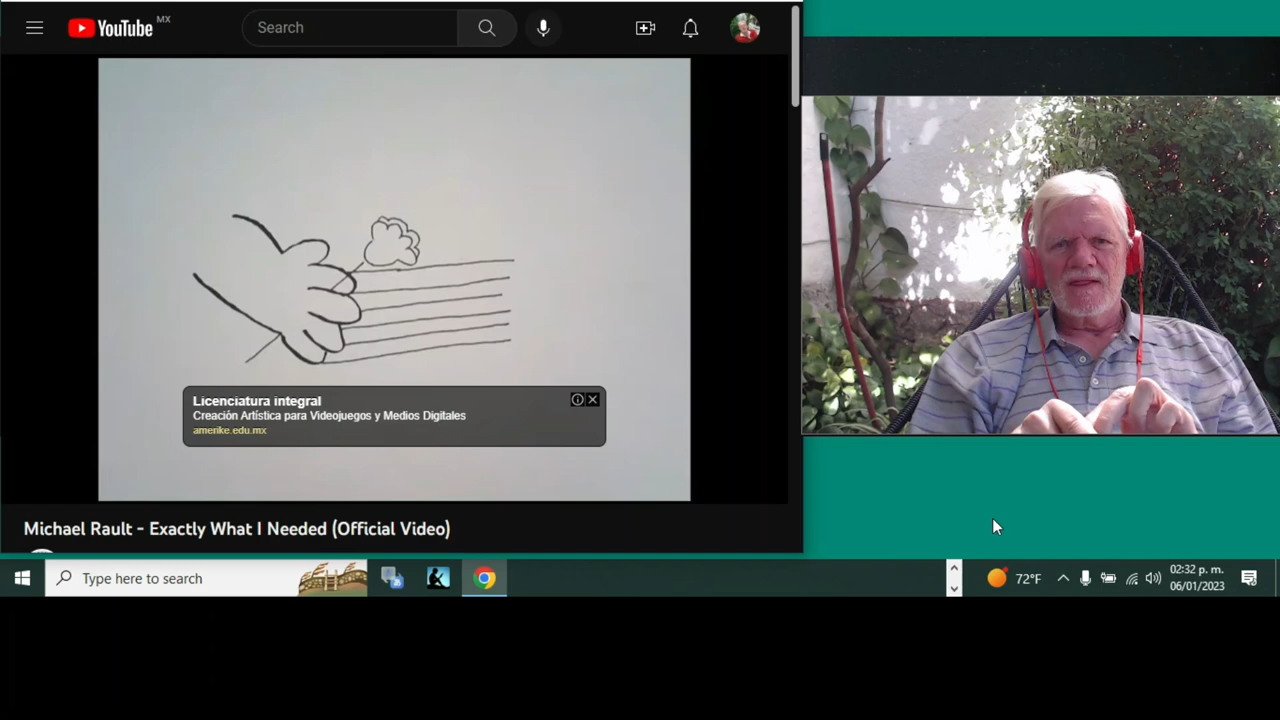 YouTube MX
Search
Licenciatura integral
Creación Artística para Videojuegos y Medios Digitales
amerike.edu.mx
Michael Rault - Exactly What I Needed (Official Video)
Type here to search
72°F
02:32 p. m.
06/01/2023